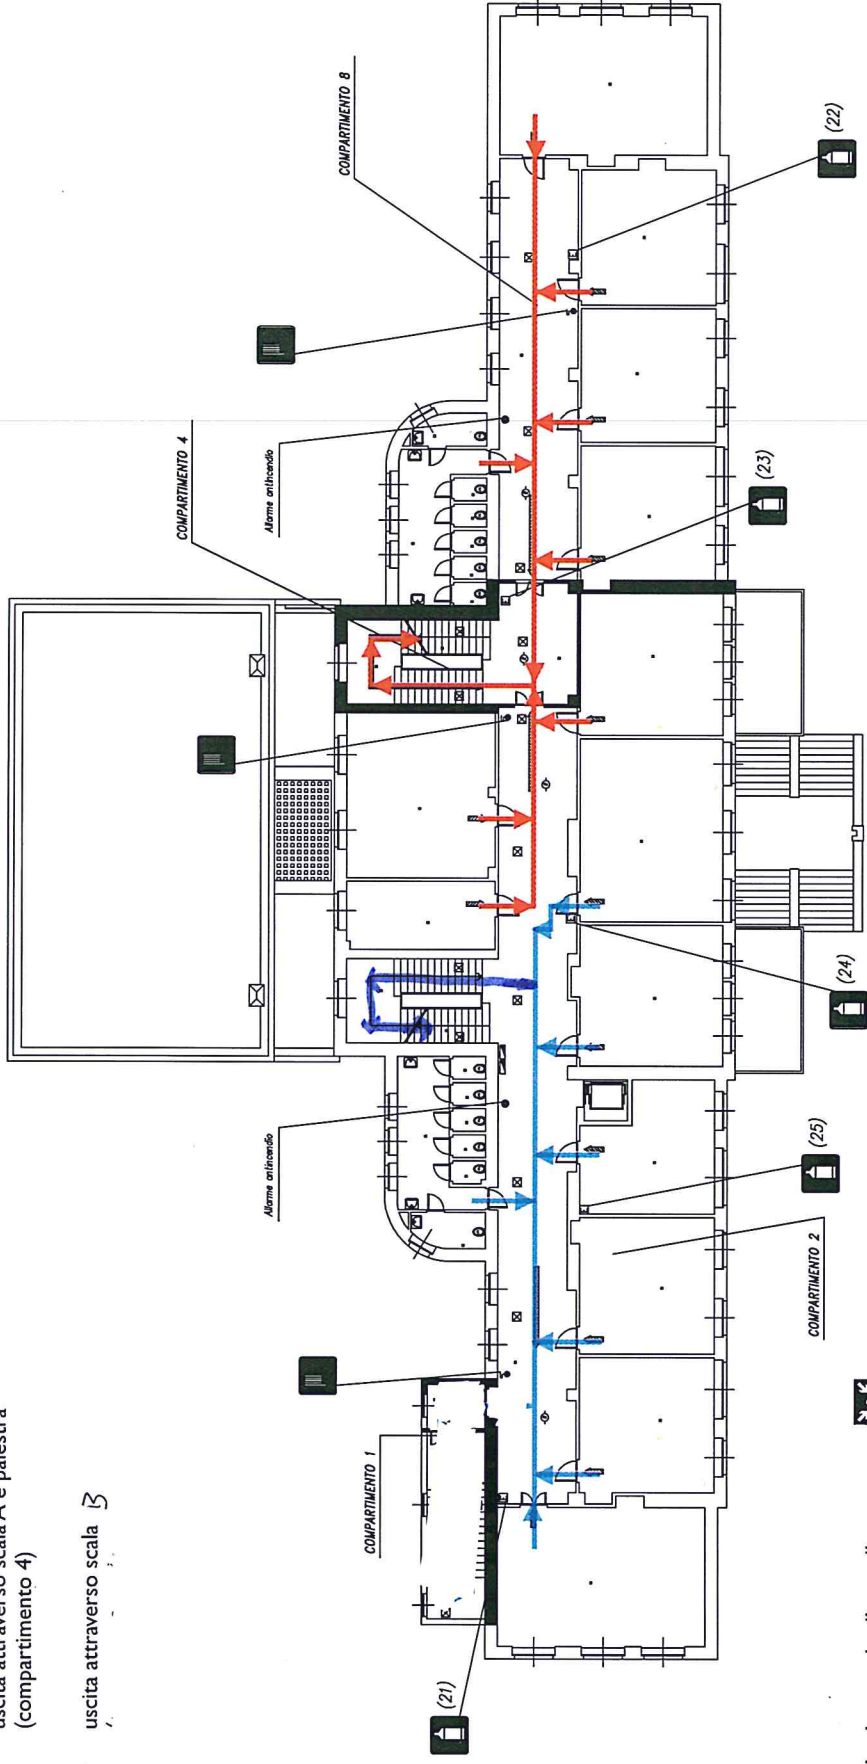 uscita attraverso scala A e palestra
(compartimento 4)
uscita attraverso scala B
COMPARTIMENTO 8
COMPARTIMENTO 4
Allarme antincendio
Allarme antincendio
COMPARTIMENTO 1
(21)
(22)
(23)
(24)
(25)
COMPARTIMENTO 2